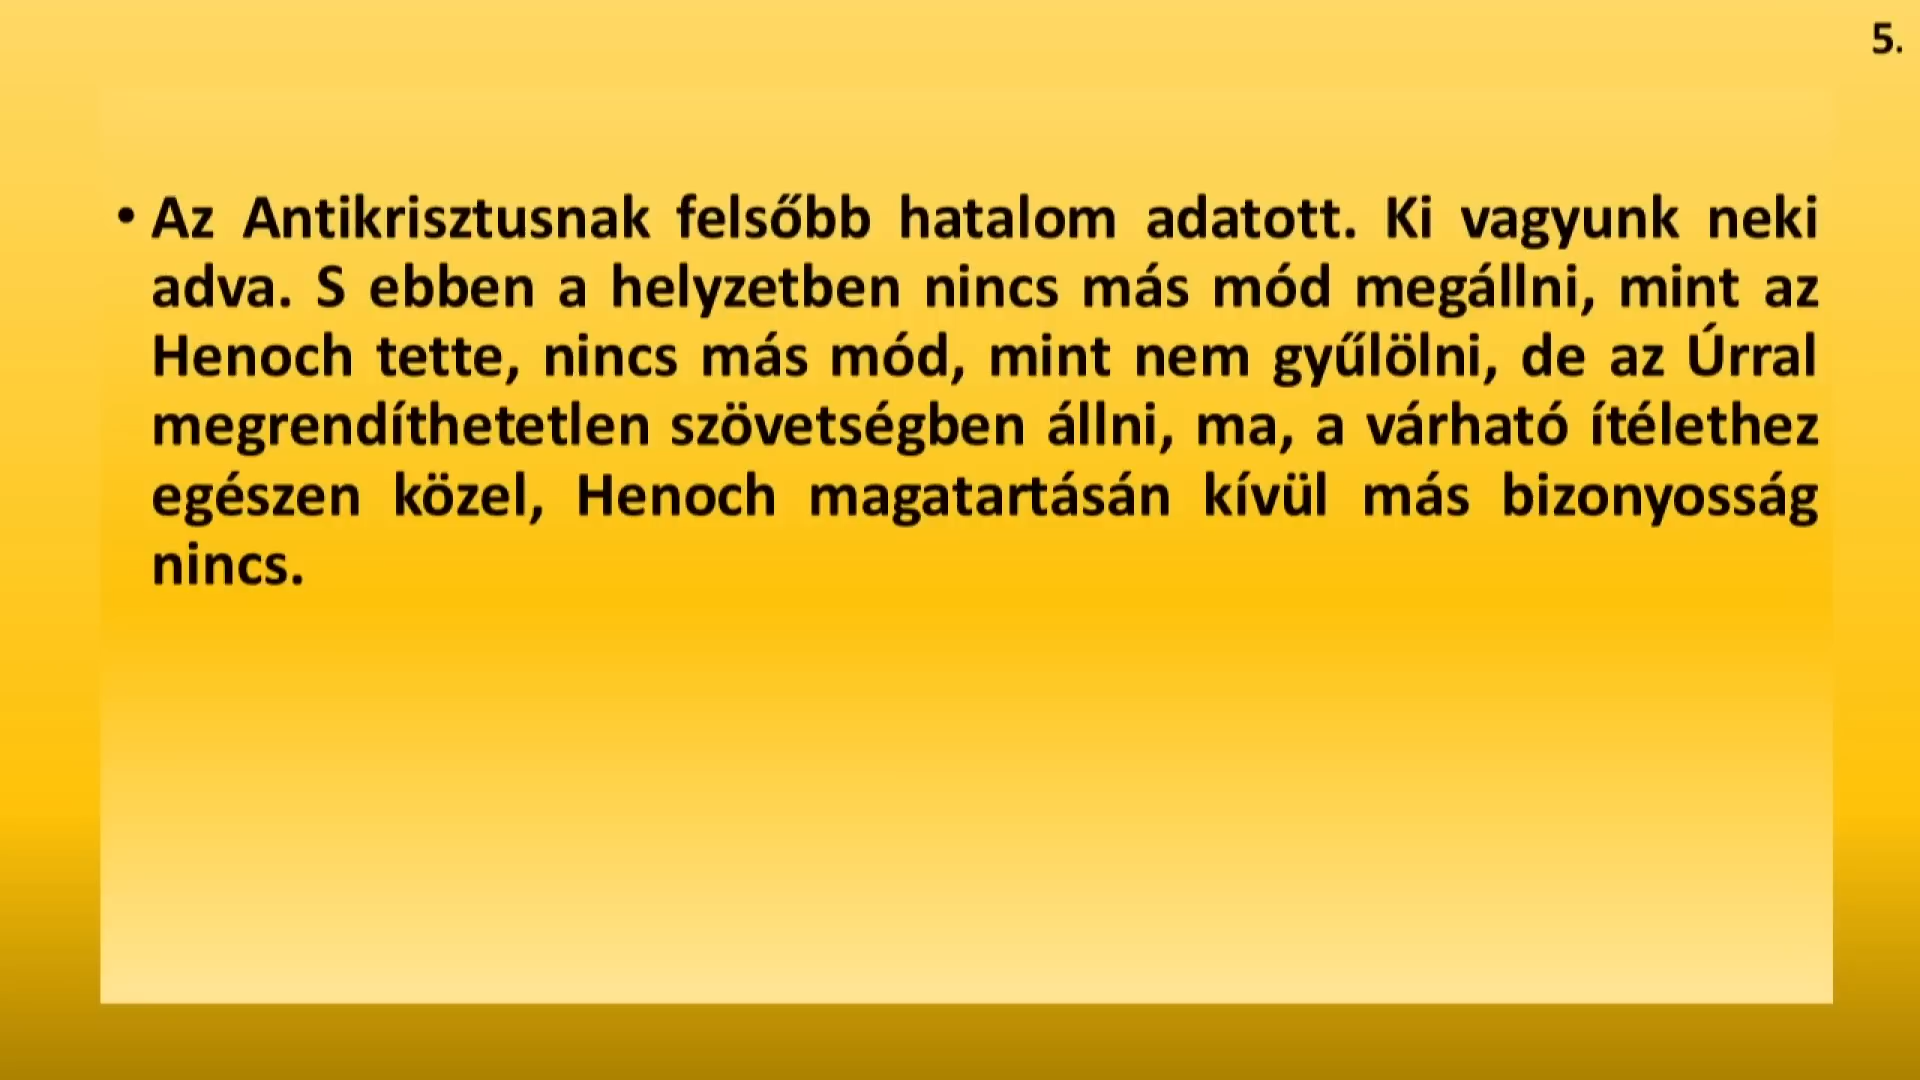 5.
• Az Antikrisztusnak felsőbb hatalom adatott. Ki vagyunk neki
adva. S ebben a helyzetben nincs más mód megállni, mint az
Henoch tette, nincs más mód, mint nem gyűlölni, de az Úrral
megrendíthetetlen szövetségben állni, ma, a várható ítélethez
egészen közel, Henoch magatartásán kívül más bizonyosság
nincs.